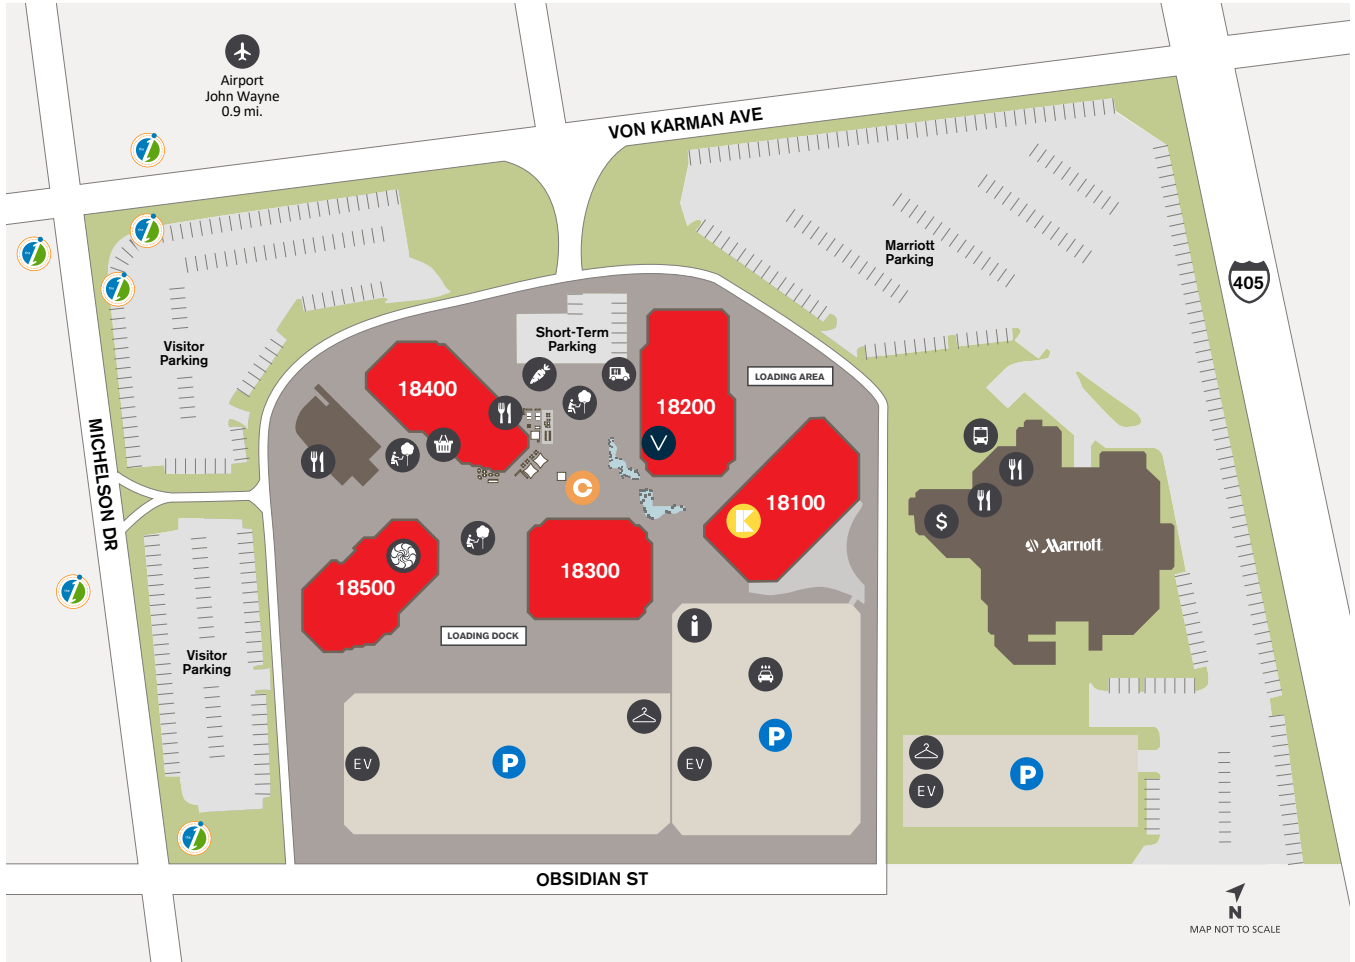 Airport
John Wayne
0.9 mi.
VON KARMAN AVE
Marriott
Parking
405
Short-Term
Parking
Visitor
Parking
LOADING AREA
18400
18200
MICHELSON DR
C
V
18100
K
$
Marriott
18500
18300
LOADING DOCK
i
Visitor
Parking
P
EV
P
EV
P
EV
OBSIDIAN ST
N
MAP NOT TO SCALE